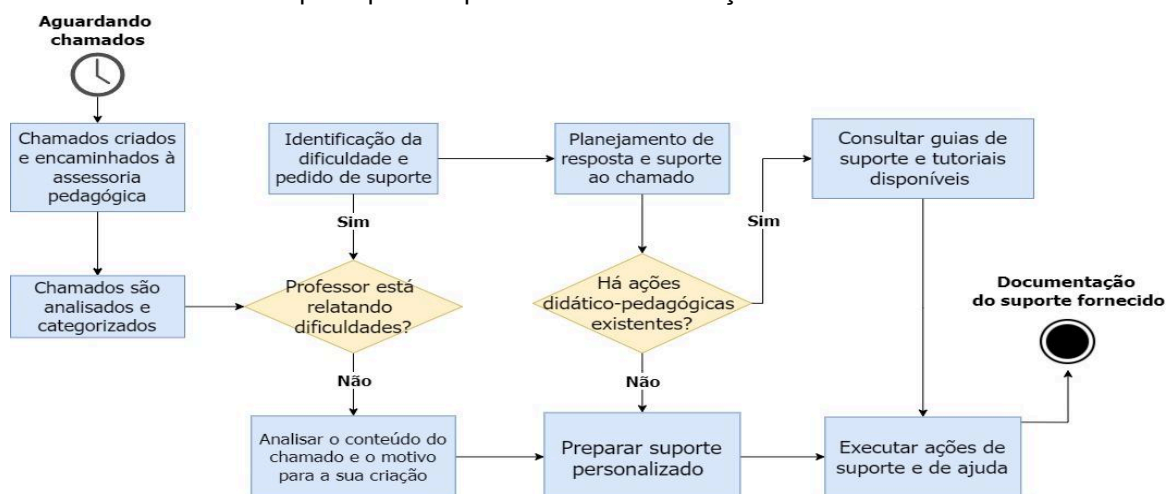 Aguardando
chamados
Chamados criados
e encaminhados à
assessoria
pedagógica
Chamados são
analisados e
categorizados
Identificação da
dificuldade e
pedido de suporte
Sim
Professor está
relatando
dificuldades?
Não
Analisar o conteúdo do
chamado e o motivo
para a sua criação
Planejamento de
resposta e suporte
ao chamado
Há ações
didático-pedagógicas
existentes?
Sim
Não
Preparar suporte
personalizado
Consultar guias de
suporte e tutoriais
disponíveis
Executar ações de
suporte e de ajuda
Documentação
do suporte fornecido